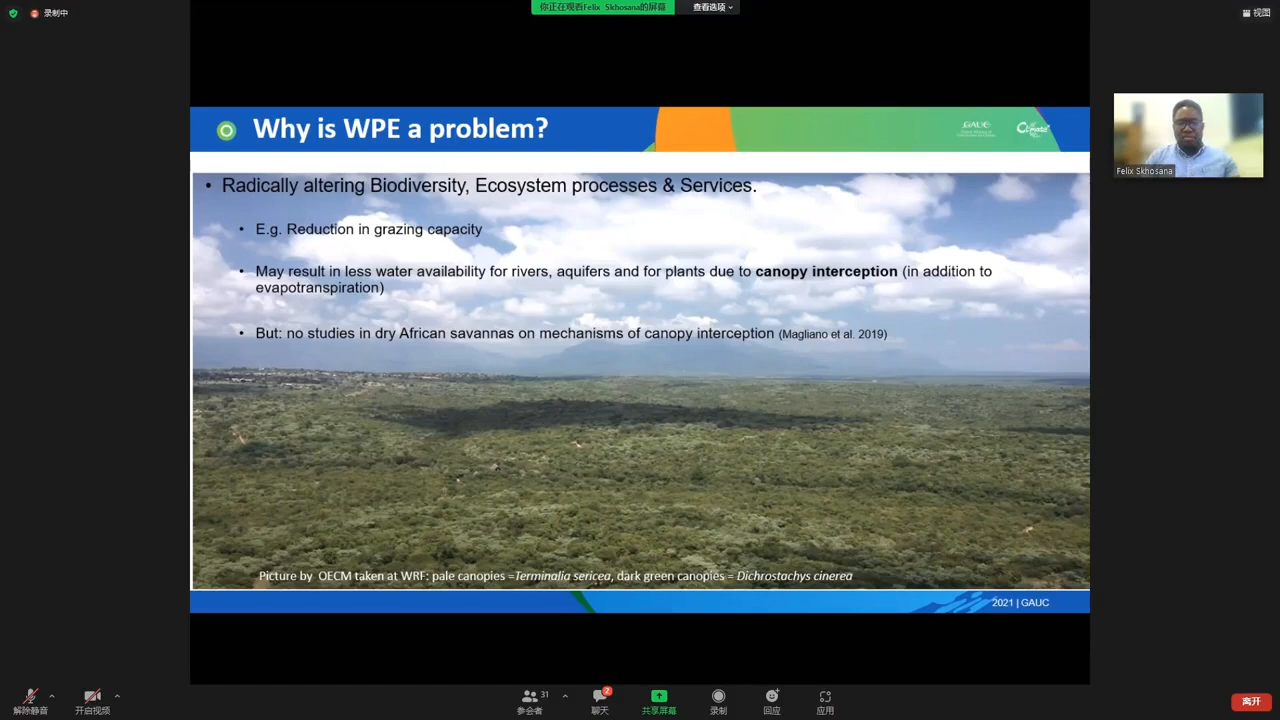 录制中
你正在观看Felix Skhosana的屏幕
查看选项
视图
Why is WPE a problem?
GAUC
Climate
Felix Skhosana
• Radically altering Biodiversity, Ecosystem processes & Services.
• E.g. Reduction in grazing capacity
• May result in less water availability for rivers, aquifers and for plants due to canopy interception (in addition to
evapotranspiration)
• But: no studies in dry African savannas on mechanisms of canopy interception (Magliano et al. 2019)
Picture by OECM taken at WRF: pale canopies =Terminalia sericea, dark green canopies = Dichrostachys cinerea
2021 | GAUC
解除静音
开启视频
31
参会者
2
聊天
共享屏幕
录制
回应
应用
离开